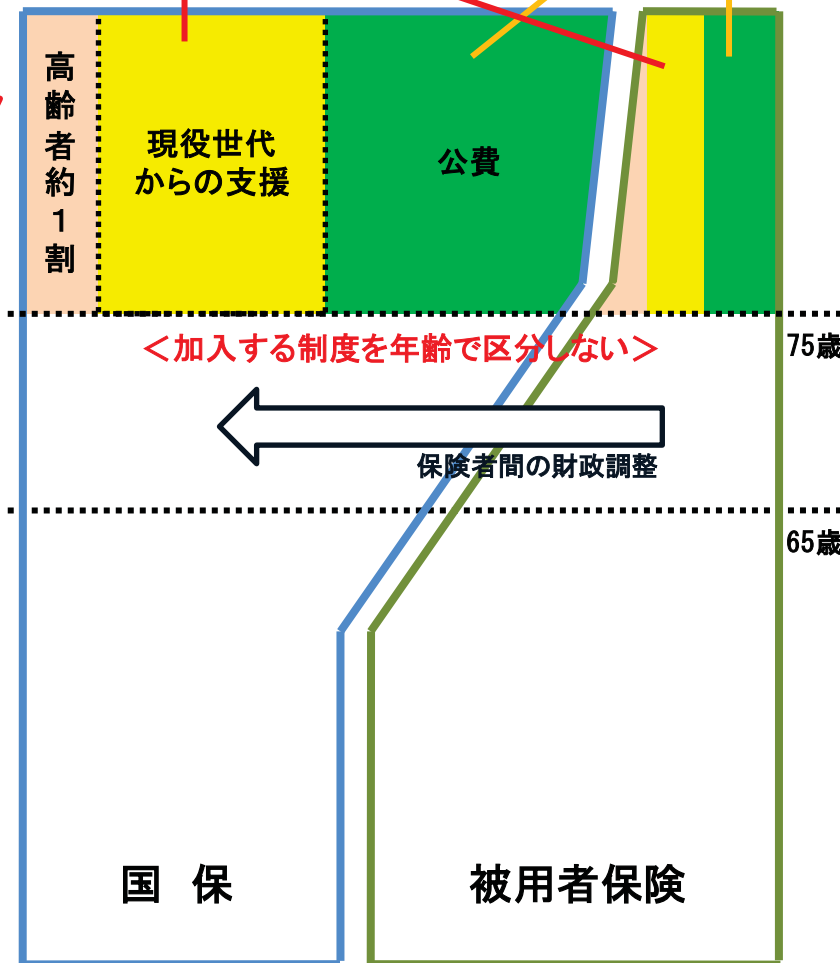 高齢者約１割
現役世代
からの支援
公費
＜加入する制度を年齢で区分しない＞
75歳
保険者間の財政調整
65歳
国 保
被用者保険